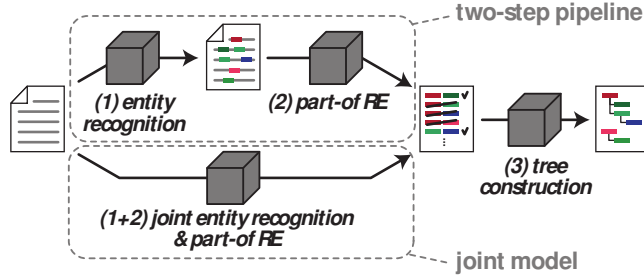 two-step pipeline
(1) entity
recognition
(2) part-of RE
(3) tree
construction
(1+2) joint entity recognition
& part-of RE
joint model